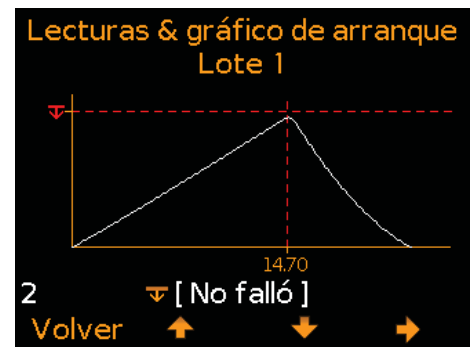 Lecturas & gráfico de arranque
Lote 1
14.70
2 [ No falló ]
Volver